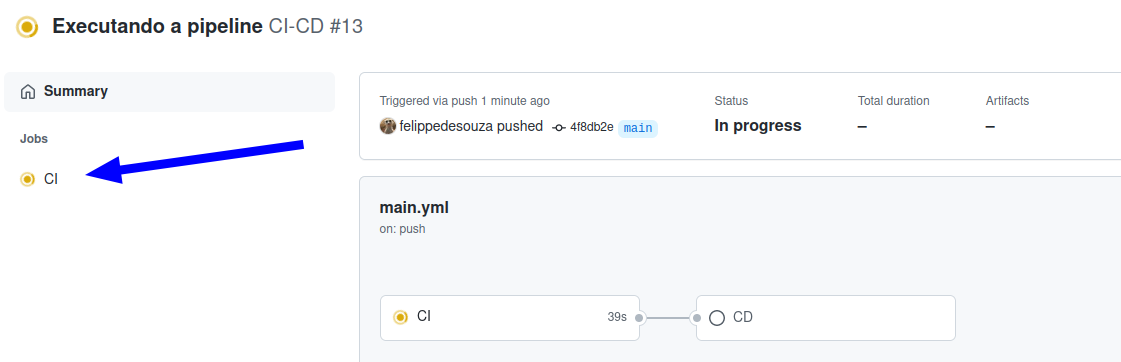 Executando a pipeline CI-CD #13
Summary
Jobs
CI
Triggered via push 1 minute ago
felippedesouza pushed 4f8db2e main
Status
In progress
Total duration
–
Artifacts
–
main.yml
on: push
CI 39s
CD